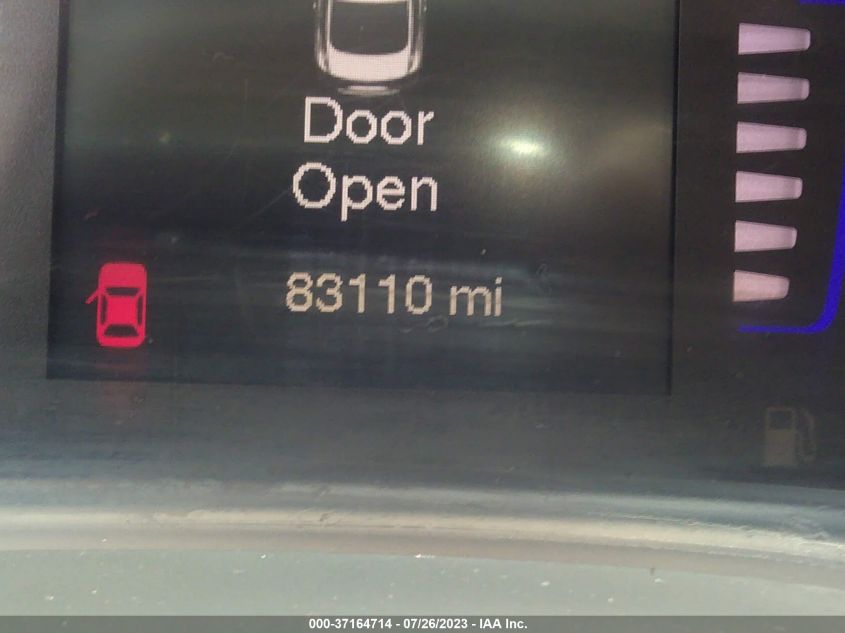 Door
Open
83110 mi
000-37164714 - 07/26/2023 - IAA Inc.